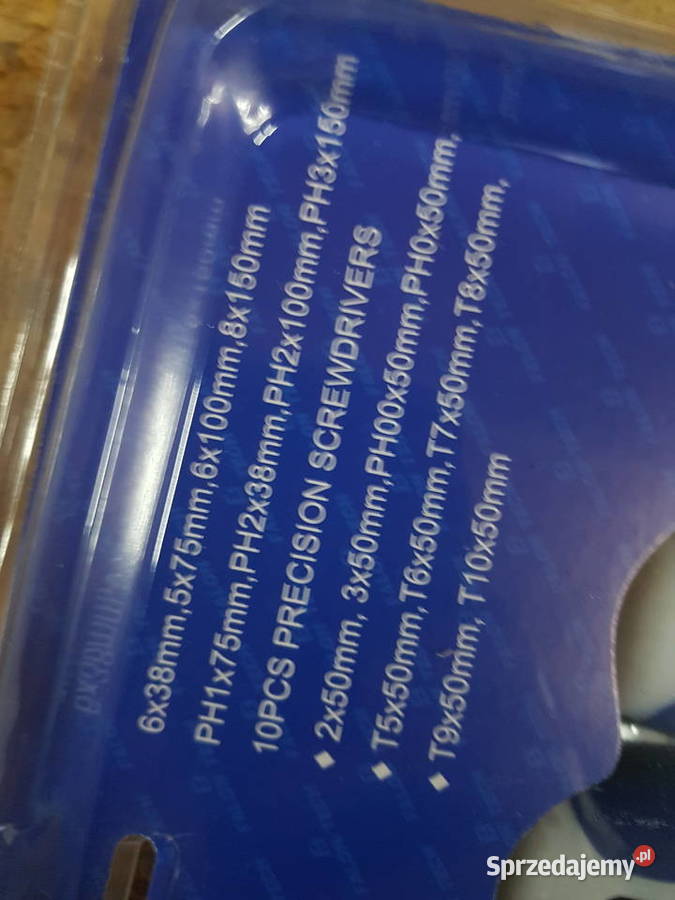 6x38mm,5x75mm,6x100mm,8x150mm
PH1x75mm,PH2x38mm,PH2x100mm,PH3x150mm
10PCS PRECISION SCREWDRIVERS
◆ 2x50mm, 3x50mm,PH00x50mm,PH0x50mm,
◆ T5x50mm,T6x50mm,T7x50mm,T8x50mm,
◆ T9x50mm, T10x50mm
Sprzedajemy.pl